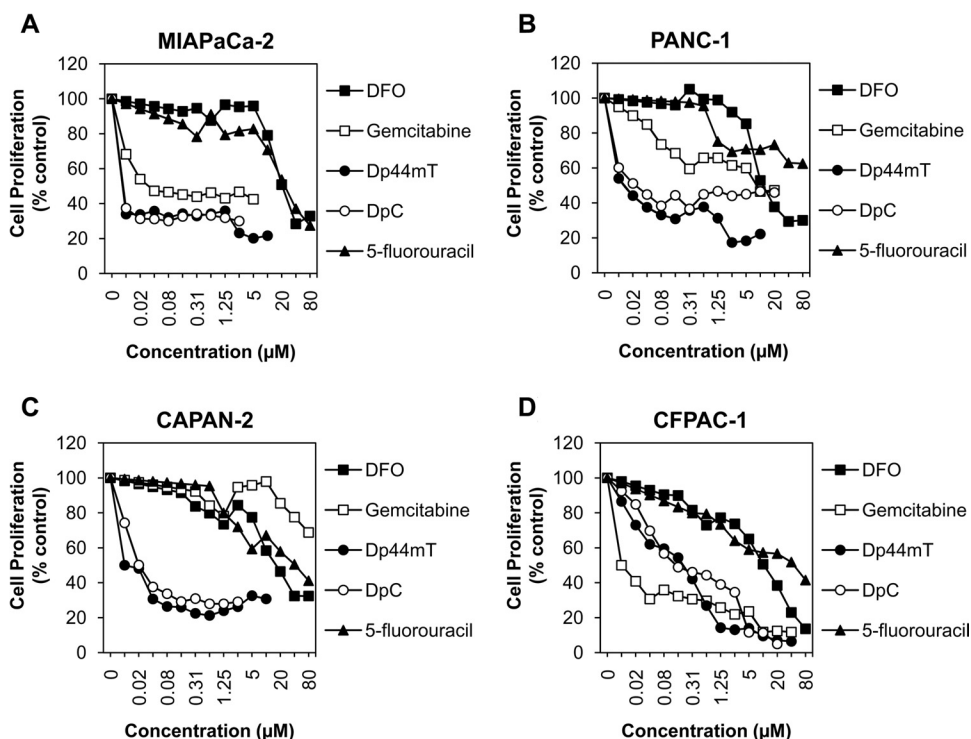 A
MIAPaCa-2
Cell Proliferation
(% control)
120
100
80
60
40
20
0
0
0.02
0.08
0.31
1.25
5
20
80
Concentration (µM)
DFO
Gemcitabine
Dp44mT
DpC
5-fluorouracil
B
PANC-1
Cell Proliferation
(% control)
120
100
80
60
40
20
0
0
0.02
0.08
0.31
1.25
5
20
80
Concentration (µM)
DFO
Gemcitabine
Dp44mT
DpC
5-fluorouracil
C
CAPAN-2
Cell Proliferation
(% control)
120
100
80
60
40
20
0
0
0.02
0.08
0.31
1.25
5
20
80
Concentration (µM)
DFO
Gemcitabine
Dp44mT
DpC
5-fluorouracil
D
CFPAC-1
Cell Proliferation
(% control)
120
100
80
60
40
20
0
0
0.02
0.08
0.31
1.25
5
20
80
Concentration (µM)
DFO
Gemcitabine
Dp44mT
DpC
5-fluorouracil